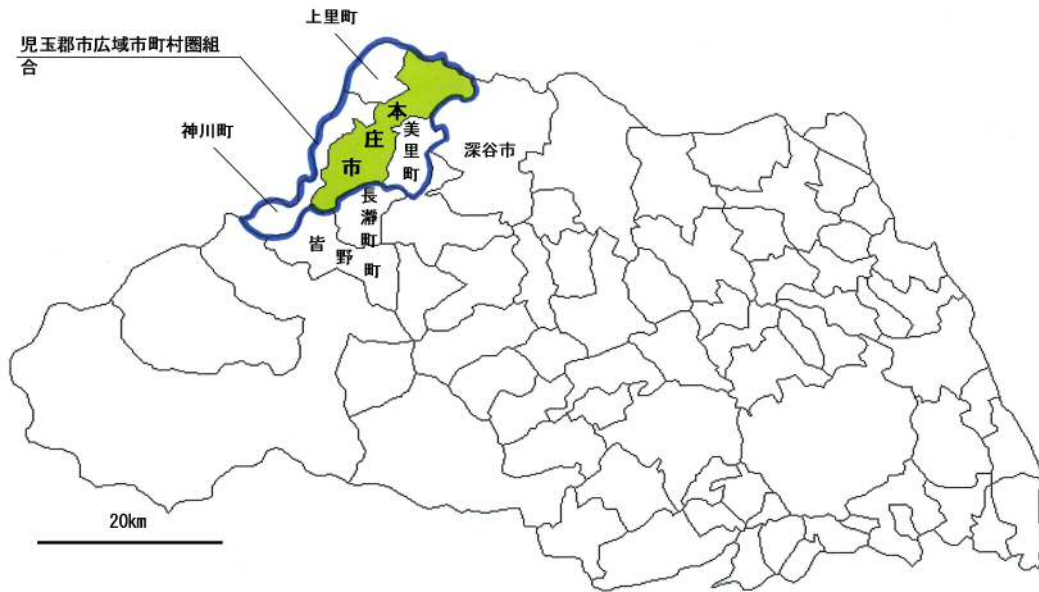 上里町
児玉郡市広域市町村圏組
合
神川町
本庄市
美里町
深谷市
長瀞町
皆野町
20km